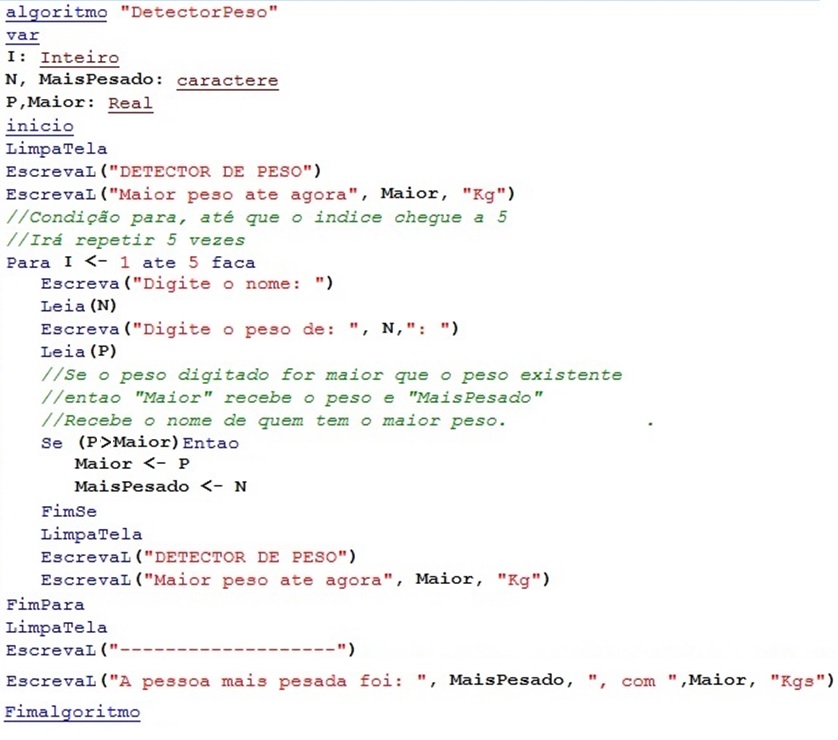 algoritmo "DetectorPeso"
var
I: Inteiro
N, MaisPesado: caractere
P,Maior: Real
inicio
LimpaTela
EscrevaL("DETECTOR DE PESO")
EscrevaL("Maior peso ate agora", Maior, "Kg")
//Condição para, até que o indice chegue a 5
//Irá repetir 5 vezes
Para I <- 1 ate 5 faca
   Escreva("Digite o nome: ")
   Leia(N)
   Escreva("Digite o peso de: ", N,": ")
   Leia(P)
   //Se o peso digitado for maior que o peso existente
   //entao "Maior" recebe o peso e "MaisPesado"
   //Recebe o nome de quem tem o maior peso.            .
   Se (P>Maior)Entao
      Maior <- P
      MaisPesado <- N
   FimSe
   LimpaTela
   EscrevaL("DETECTOR DE PESO")
   EscrevaL("Maior peso ate agora", Maior, "Kg")
FimPara
LimpaTela
EscrevaL("-------------------")
EscrevaL("A pessoa mais pesada foi: ", MaisPesado, ", com ",Maior, "Kgs")
Fimalgoritmo